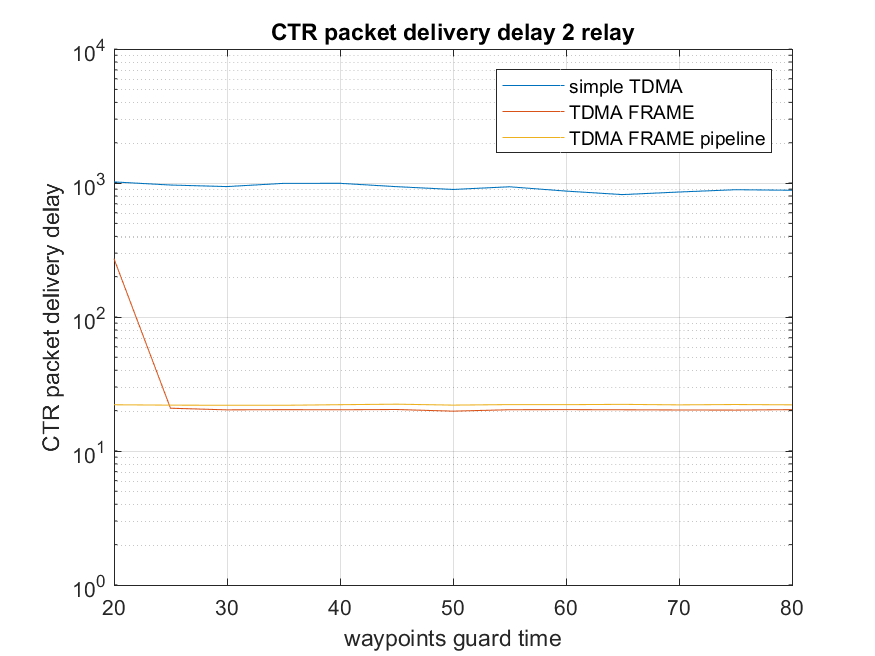 CTR packet delivery delay 2 relay
simple TDMA
TDMA FRAME
TDMA FRAME pipeline
10^4
10^3
10^2
10^1
10^0
CTR packet delivery delay
20 30 40 50 60 70 80
waypoints guard time